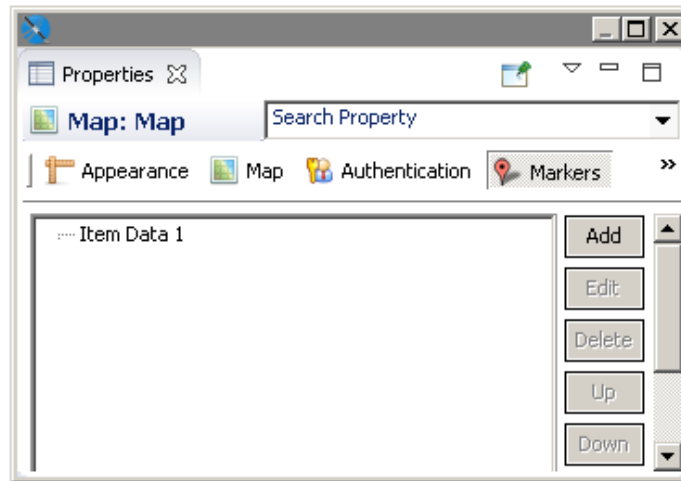 Properties
Map: Map Search Property
Appearance Map Authentication Markers »
Item Data 1
Add
Edit
Delete
Up
Down